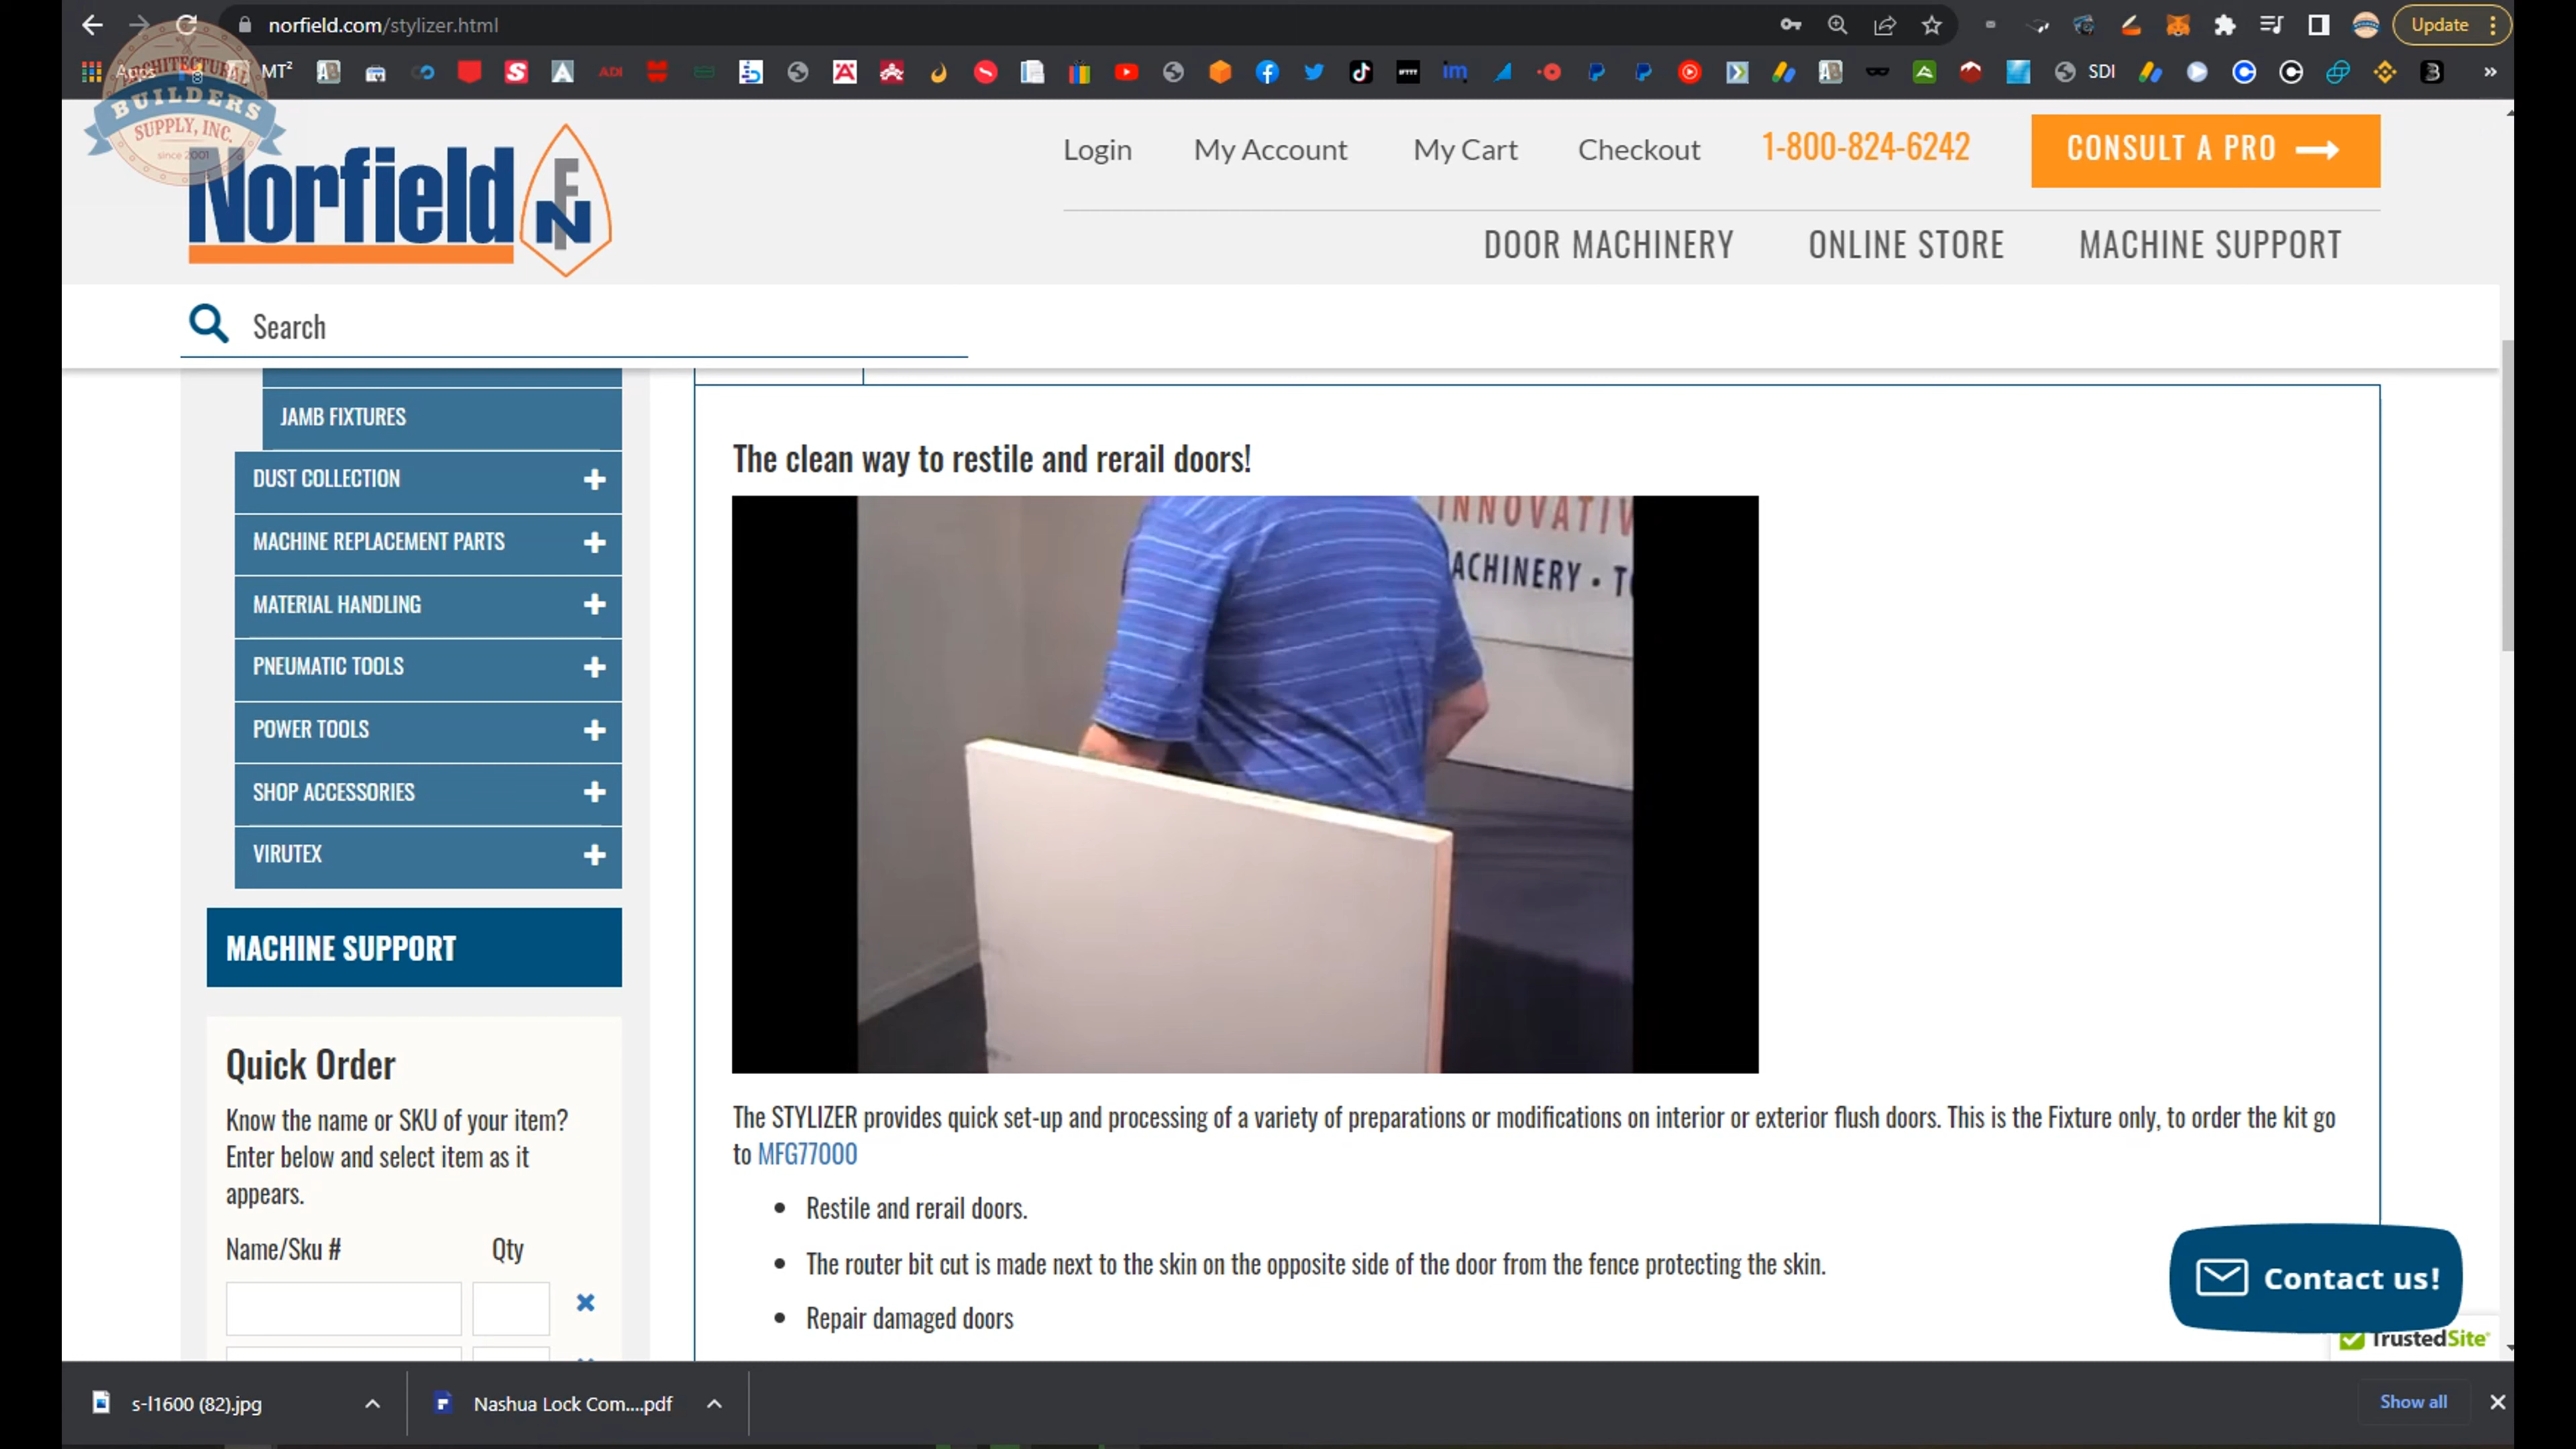 norfield.com/stylizer.html
Update
Apps
MT²
ADI
SDI
ARCHITECTURAL
BUILDERS
SUPPLY, INC.
since 2001
Norfield
FN
Login
My Account
My Cart
Checkout
1-800-824-6242
CONSULT A PRO
DOOR MACHINERY
ONLINE STORE
MACHINE SUPPORT
Search
JAMB FIXTURES
DUST COLLECTION
MACHINE REPLACEMENT PARTS
MATERIAL HANDLING
PNEUMATIC TOOLS
POWER TOOLS
SHOP ACCESSORIES
VIRUTEX
MACHINE SUPPORT
Quick Order
Know the name or SKU of your item?
Enter below and select item as it
appears.
Name/Sku #
Qty
The clean way to restile and rerail doors!
INNOVATIV
ACHINERY • T
The STYLIZER provides quick set-up and processing of a variety of preparations or modifications on interior or exterior flush doors. This is the Fixture only, to order the kit go
to MFG77000
• Restile and rerail doors.
• The router bit cut is made next to the skin on the opposite side of the door from the fence protecting the skin.
• Repair damaged doors
Contact us!
TrustedSite
s-l1600 (82).jpg
Nashua Lock Com....pdf
Show all